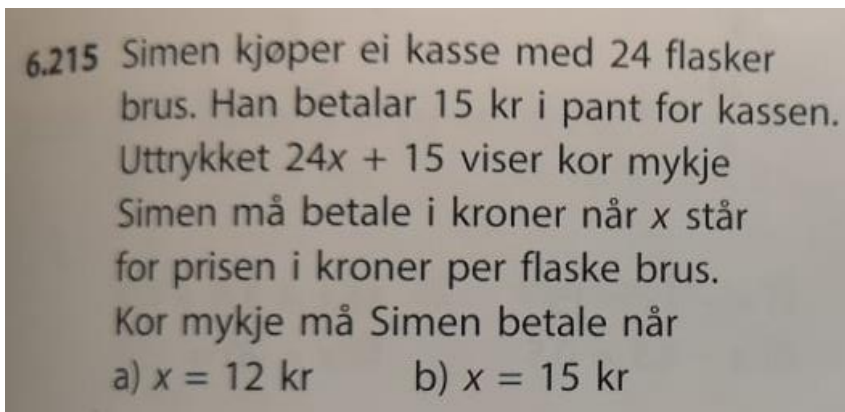 6.215 Simen kjøper ei kasse med 24 flasker
brus. Han betalar 15 kr i pant for kassen.
Uttrykket 24x + 15 viser kor mykje
Simen må betale i kroner når x står
for prisen i kroner per flaske brus.
Kor mykje må Simen betale når
a) x = 12 kr b) x = 15 kr